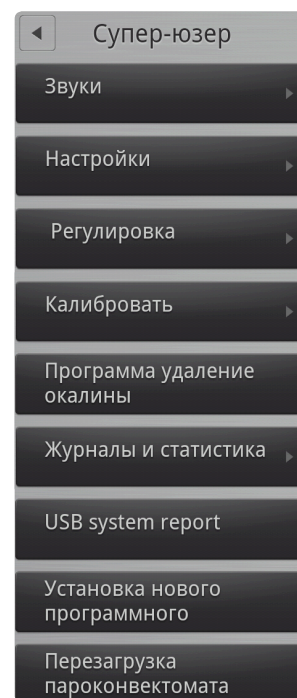 Супер-юзер
Звуки
Настройки
Регулировка
Калибровать
Программа удаление
окалины
Журналы и статистика
USB system report
Установка нового
программного
Перезагрузка
пароконвектомата